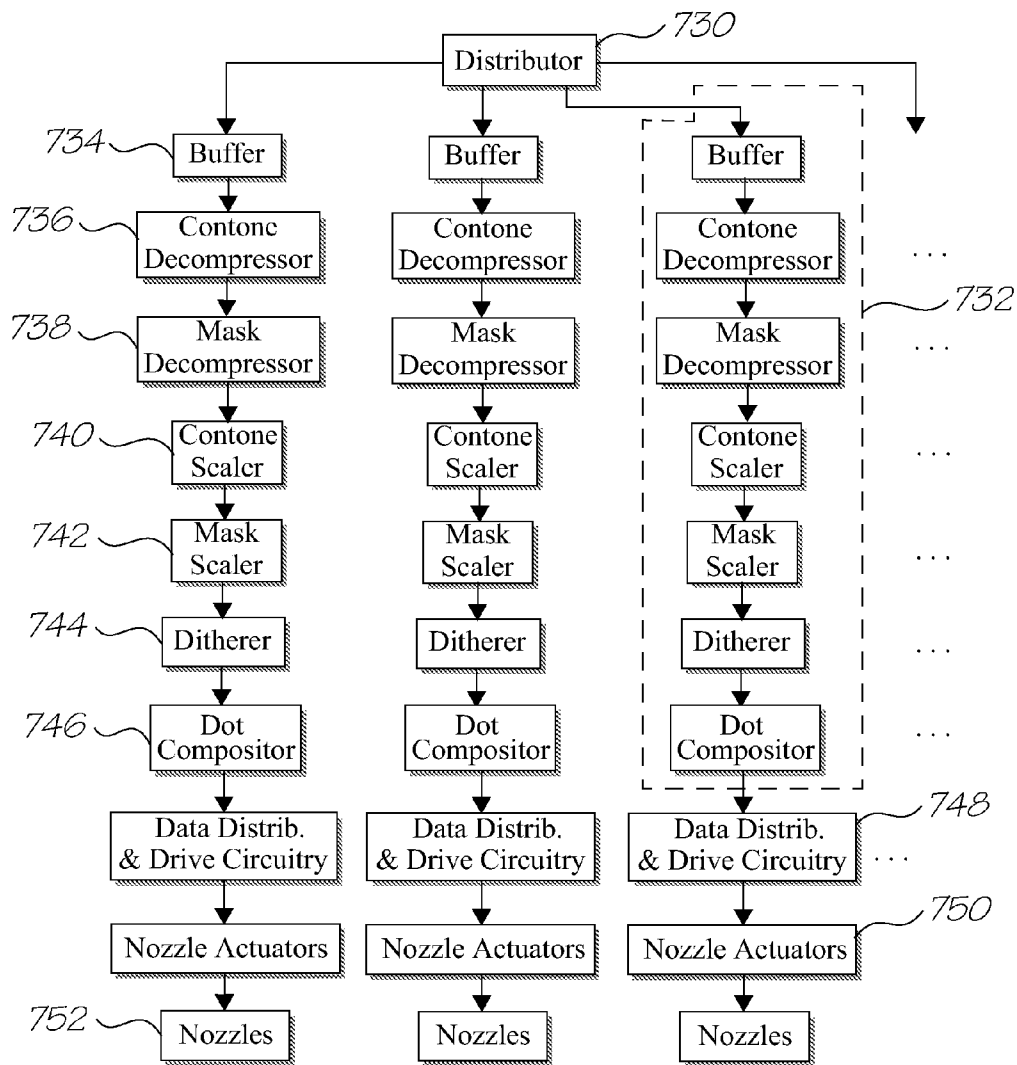 730
Distributor
734
Buffer
Buffer
Buffer
736
Contonc
Decompressor
Contone
Decompressor
Contone
Decompressor
...
732
738
Mask
Decompressor
Mask
Decompressor
Mask
Decompressor
...
740
Contone
Scaler
Contone
Scaler
Contone
Scaler
...
742
Mask
Scaler
Mask
Scaler
Mask
Scaler
...
744
Ditherer
Ditherer
Ditherer
...
746
Dot
Compositor
Dot
Compositor
Dot
Compositor
...
Data Distrib.
& Drive Circuitry
Data Distrib.
& Drive Circuitry
Data Distrib.
& Drive Circuitry
748
...
Nozzle Actuators
Nozzle Actuators
Nozzle Actuators
750
752
Nozzles
Nozzles
Nozzles